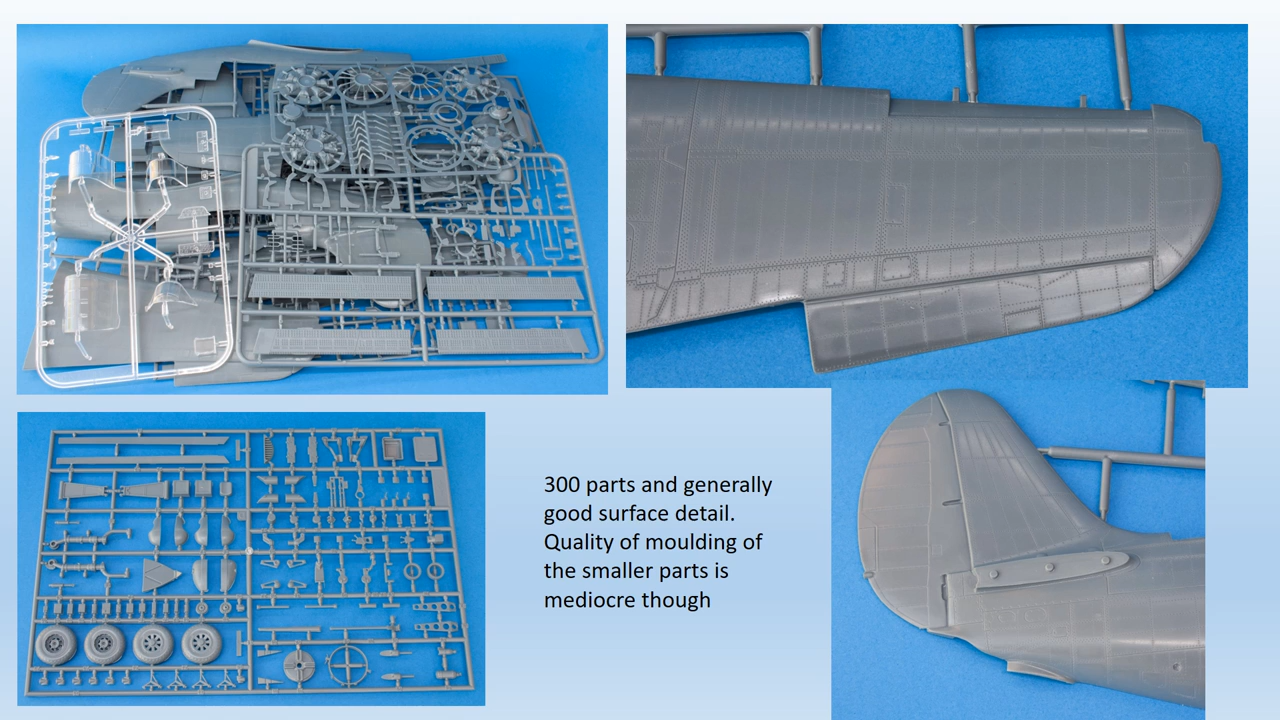 300 parts and generally
good surface detail.
Quality of moulding of
the smaller parts is
mediocre though